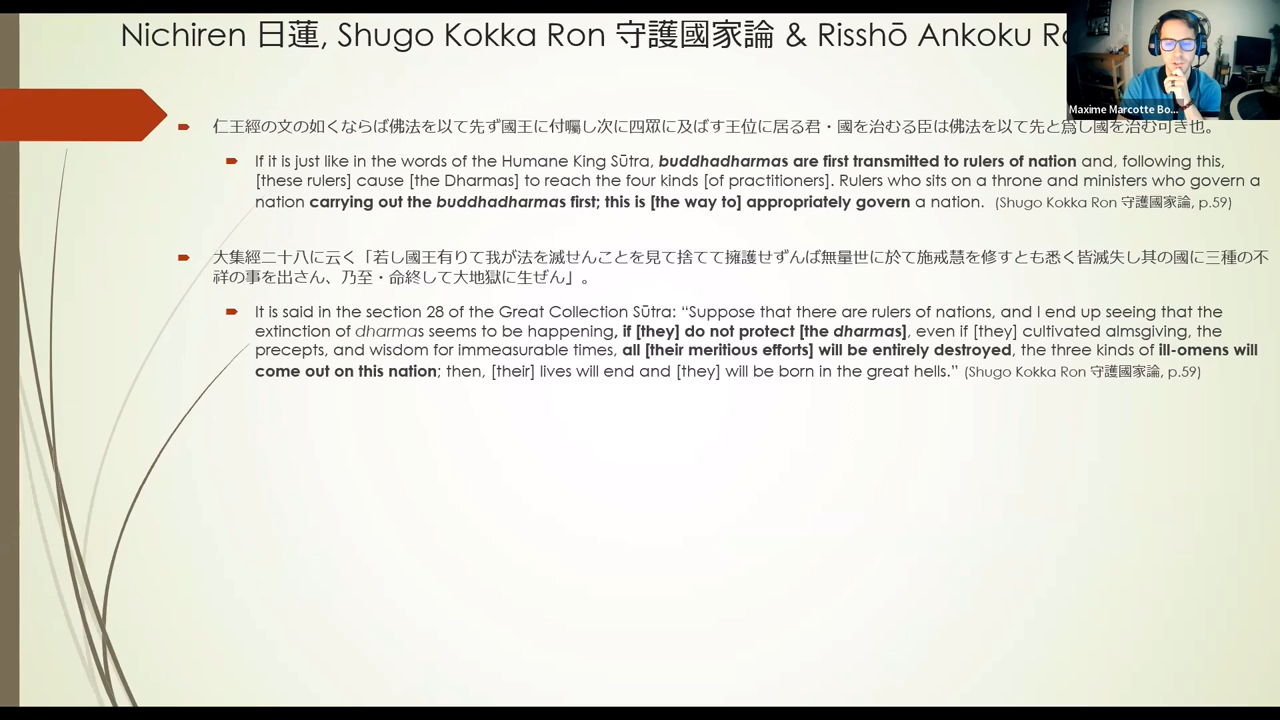 Nichiren 日蓮, Shugo Kokka Ron 守護國家論 & Risshō Ankoku
Maxime Marcotte Bo...
仁王經の文の如くならば佛法を以て先ず國王に付囑し次に四眾に及ばす王位に居る君・國を治むる臣は佛法を以て先と爲し國を治む可き也。
If it is just like in the words of the Humane King Sūtra, buddhadharmas are first transmitted to rulers of nation and, following this,
[these rulers] cause [the Dharmas] to reach the four kinds [of practitioners]. Rulers who sits on a throne and ministers who govern a
nation carrying out the buddhadharmas first; this is [the way to] appropriately govern a nation. (Shugo Kokka Ron 守護國家論, p.59)
大集經二十八に云く「若し國王有りて我が法を滅せんことを見て捨てて擁護せずんば無量世に於て施戒慧を修すとも悉く皆滅失し其の國に三種の不
祥の事を出さん、乃至・命終して大地獄に生ぜん」。
It is said in the section 28 of the Great Collection Sūtra: “Suppose that there are rulers of nations, and I end up seeing that the
extinction of dharmas seems to be happening, if [they] do not protect [the dharmas], even if [they] cultivated almsgiving, the
precepts, and wisdom for immeasurable times, all [their meritious efforts] will be entirely destroyed, the three kinds of ill-omens will
come out on this nation; then, [their] lives will end and [they] will be born in the great hells.” (Shugo Kokka Ron 守護國家論, p.59)